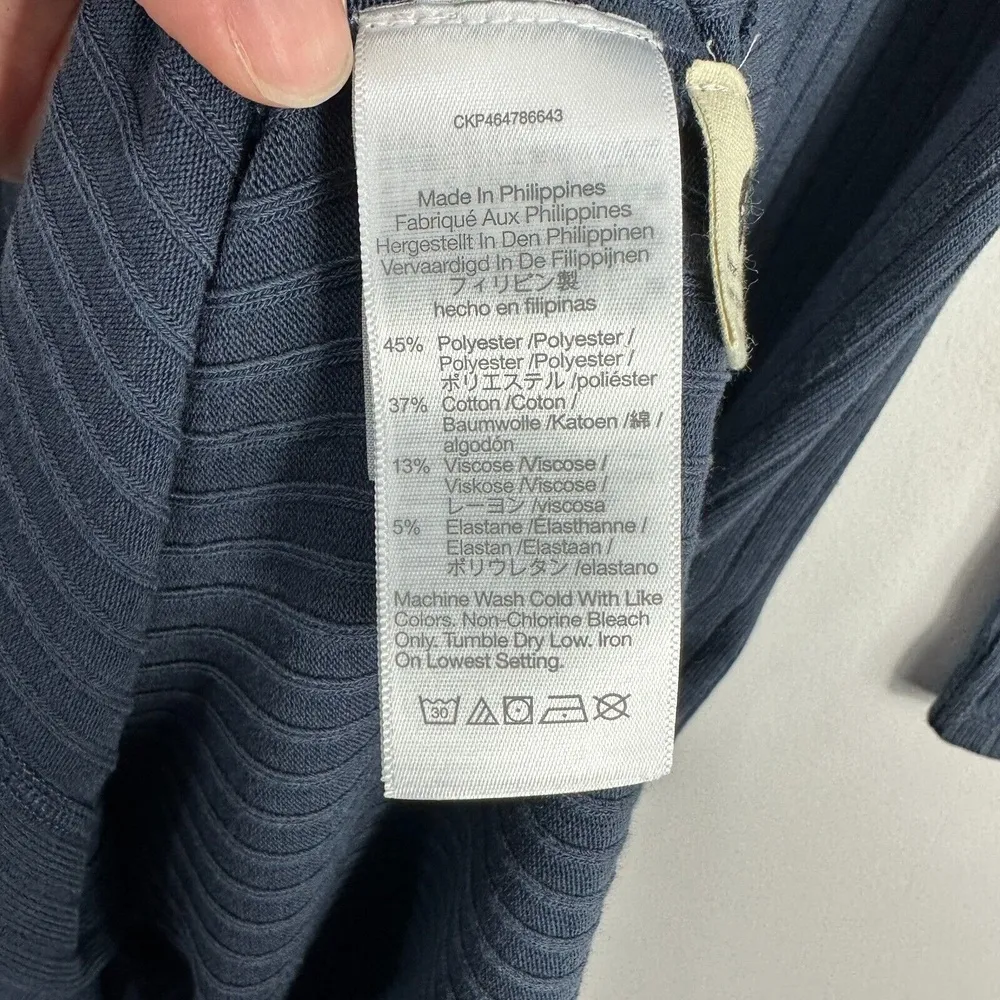 CKP464786643
Made In Philippines
Fabriqué Aux Philippines
Hergestellt In Den Philippinen
Vervaardigd In De Filippijnen
フィリピン製
hecho en filipinas
45% Polyester /Polyester /
Polyester /Polyester /
ポリエステル /poliéster
37% Cotton /Coton /
Baumwolle /Katoen /綿 /
algodón
13% Viscose /Viscose /
Viskose /Viscose /
レーヨン /viscosa
5% Elastane /Élasthanne /
Elastan /Elastaan /
ポリウレタン /elastano
Machine Wash Cold With Like
Colors. Non-Chlorine Bleach
Only. Tumble Dry Low. Iron
On Lowest Setting.
30